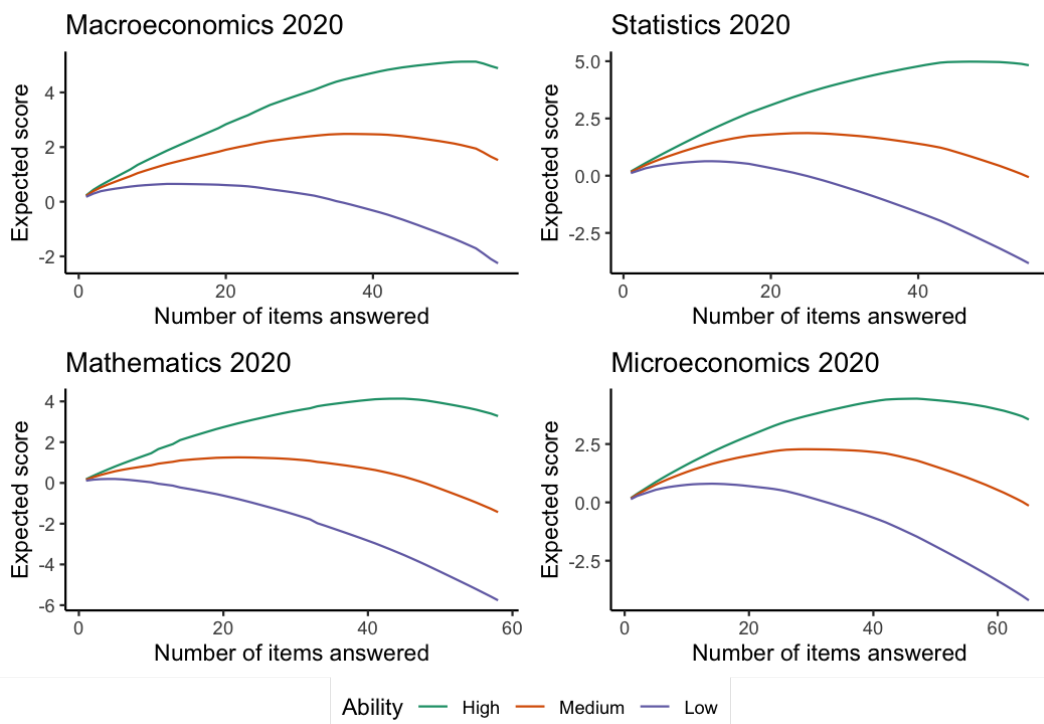 Macroeconomics 2020
Expected score
4
2
0
-2
0
20
40
Number of items answered
Statistics 2020
Expected score
5.0
2.5
0.0
-2.5
0
20
40
Number of items answered
Mathematics 2020
Expected score
4
2
0
-2
-4
-6
0
20
40
60
Number of items answered
Microeconomics 2020
Expected score
2.5
0.0
-2.5
0
20
40
60
Number of items answered
Ability High Medium Low